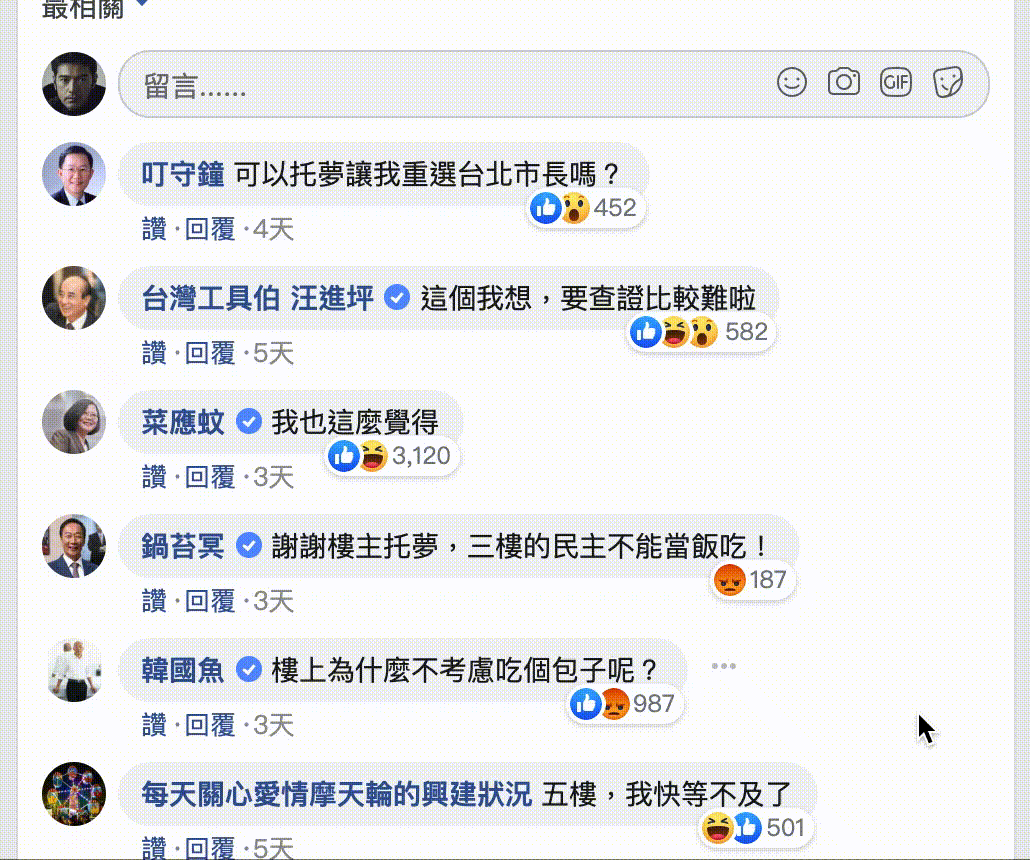 最相關
留言......
GIF
叮守鐘 可以托夢讓我重選台北市長嗎？
452
讚·回覆·4天
台灣工具伯 汪進坪 這個我想，要查證比較難啦
582
讚·回覆·5天
菜應蚊 我也這麼覺得
3,120
讚·回覆·3天
鍋苔冥 謝謝樓主托夢，三樓的民主不能當飯吃！
187
讚·回覆·3天
韓國魚 樓上為什麼不考慮吃個包子呢？
987
讚·回覆·3天
每天關心愛情摩天輪的興建狀況 五樓，我快等不及了
501
讚·回覆·5天